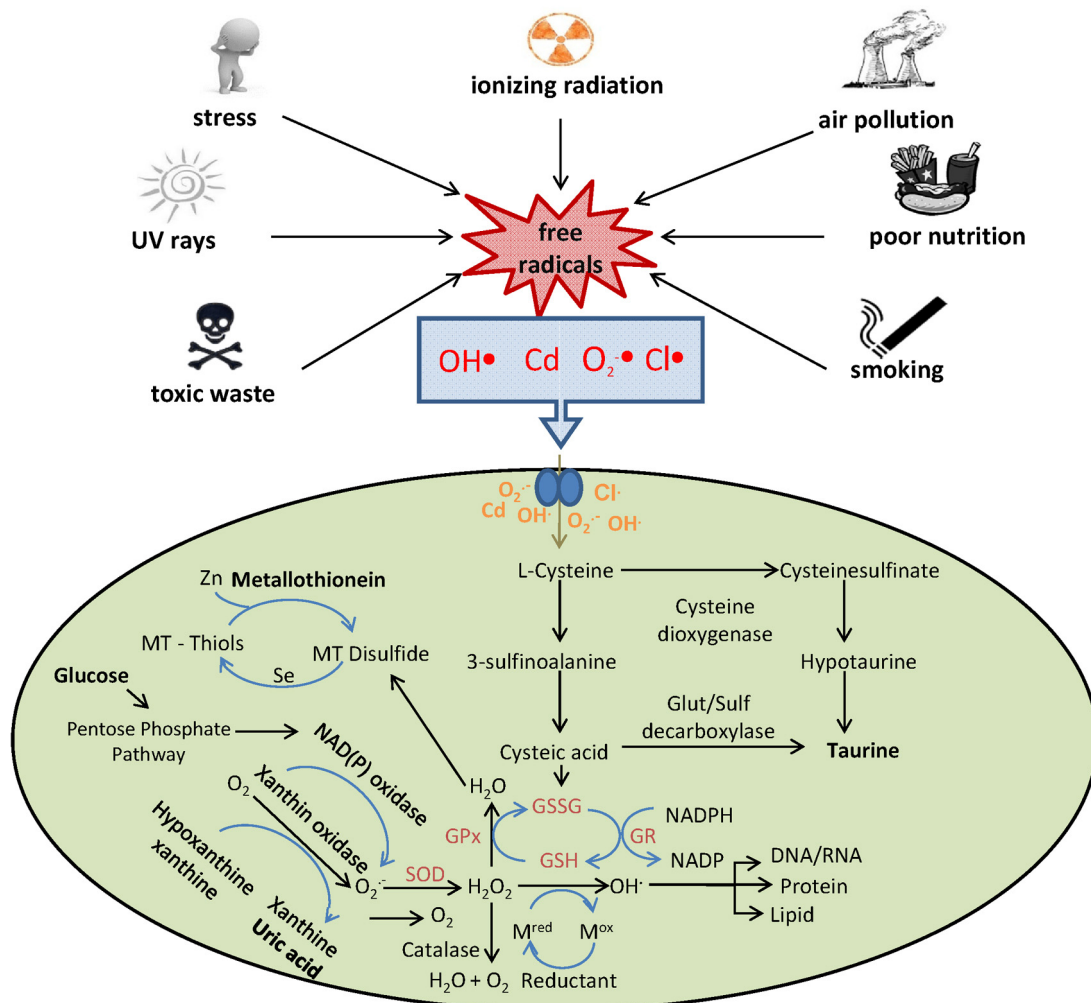 ionizing radiation
stress
air pollution
UV rays
free
radicals
poor nutrition
toxic waste
smoking
OH• Cd O₂⁻• Cl•
O₂·⁻ Cl·
Cd OH· O₂·⁻ OH·
L-Cysteine
Cysteinesulfinate
Zn Metallothionein
Cysteine
dioxygenase
MT - Thiols
MT Disulfide
3-sulfinoalanine
Hypotaurine
Se
Glucose
Glut/Sulf
decarboxylase
Pentose Phosphate
Pathway
NAD(P) oxidase
Cysteic acid
Taurine
O₂
Xanthin oxidase
H₂O
GSSG
NADPH
Hypoxanthine
xanthine
GPx
GR
GSH
NADP
DNA/RNA
SOD
O₂·⁻
H₂O₂
OH·
Protein
Lipid
Xanthine
Uric acid
O₂
Catalase
Mʳᵉᵈ
Mᵒˣ
H₂O + O₂
Reductant